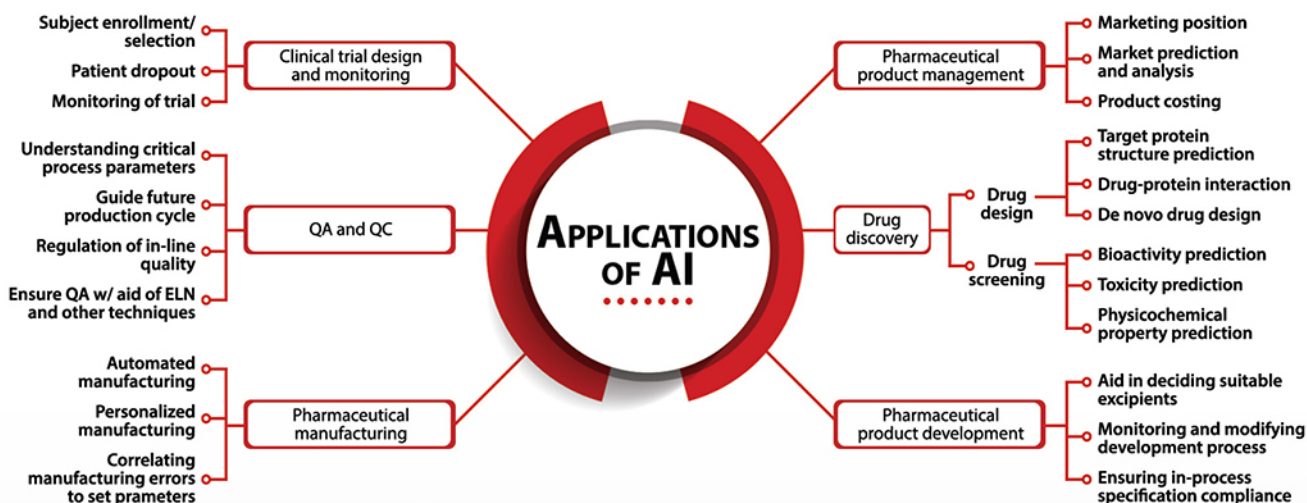 Subject enrollment/
selection
Patient dropout
Monitoring of trial
Clinical trial design
and monitoring
Understanding critical
process parameters
Guide future
production cycle
Regulation of in-line
quality
Ensure QA w/ aid of ELN
and other techniques
QA and QC
Automated
manufacturing
Personalized
manufacturing
Correlating
manufacturing errors
to set prameters
Pharmaceutical
manufacturing
APPLICATIONS
OF AI
Pharmaceutical
product management
Marketing position
Market prediction
and analysis
Product costing
Drug
discovery
Drug
design
Target protein
structure prediction
Drug-protein interaction
De novo drug design
Drug
screening
Bioactivity prediction
Toxicity prediction
Physicochemical
property prediction
Pharmaceutical
product development
Aid in deciding suitable
excipients
Monitoring and modifying
development process
Ensuring in-process
specification compliance